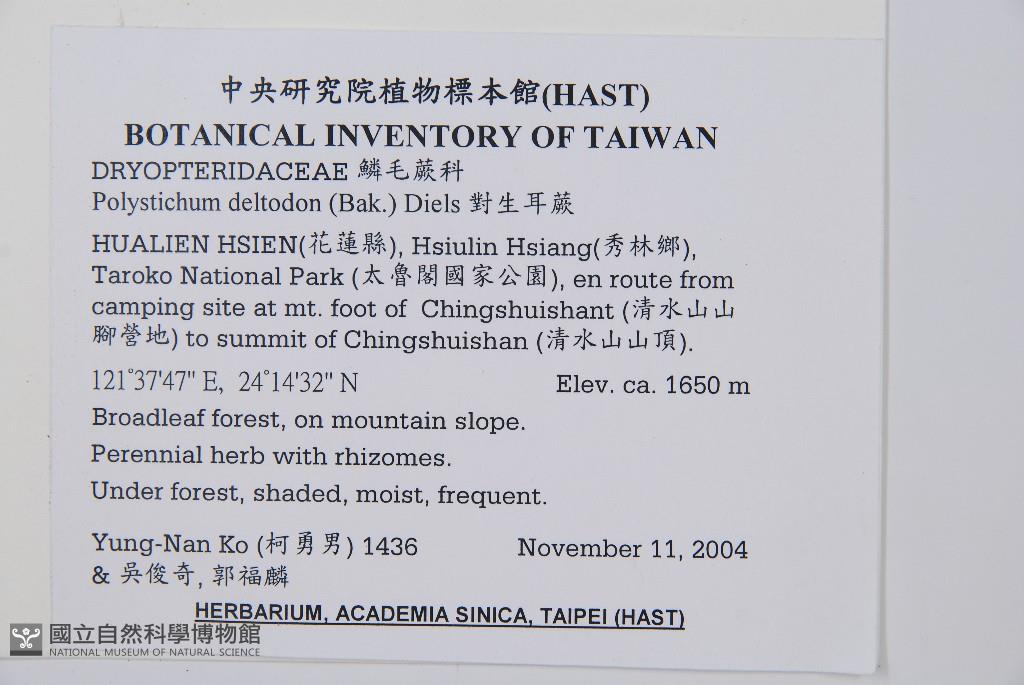 中央研究院植物標本館(HAST)
BOTANICAL INVENTORY OF TAIWAN
DRYOPTERIDACEAE 鱗毛蕨科
Polystichum deltodon (Bak.) Diels 對生耳蕨
HUALIEN HSIEN(花蓮縣), Hsiulin Hsiang(秀林鄉),
Taroko National Park (太魯閣國家公園), en route from
camping site at mt. foot of Chingshuishant (清水山山
腳營地) to summit of Chingshuishan (清水山山頂).
121°37'47" E, 24°14'32" N Elev. ca. 1650 m
Broadleaf forest, on mountain slope.
Perennial herb with rhizomes.
Under forest, shaded, moist, frequent.
Yung-Nan Ko (柯勇男) 1436 November 11, 2004
& 吳俊奇, 郭福麟
HERBARIUM, ACADEMIA SINICA, TAIPEI (HAST)
國立自然科學博物館
NATIONAL MUSEUM OF NATURAL SCIENCE